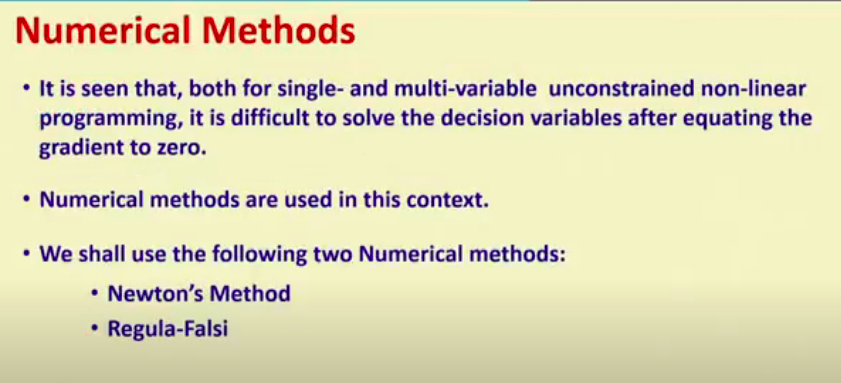 Numerical Methods
• It is seen that, both for single- and multi-variable unconstrained non-linear
programming, it is difficult to solve the decision variables after equating the
gradient to zero.
• Numerical methods are used in this context.
• We shall use the following two Numerical methods:
• Newton's Method
• Regula-Falsi